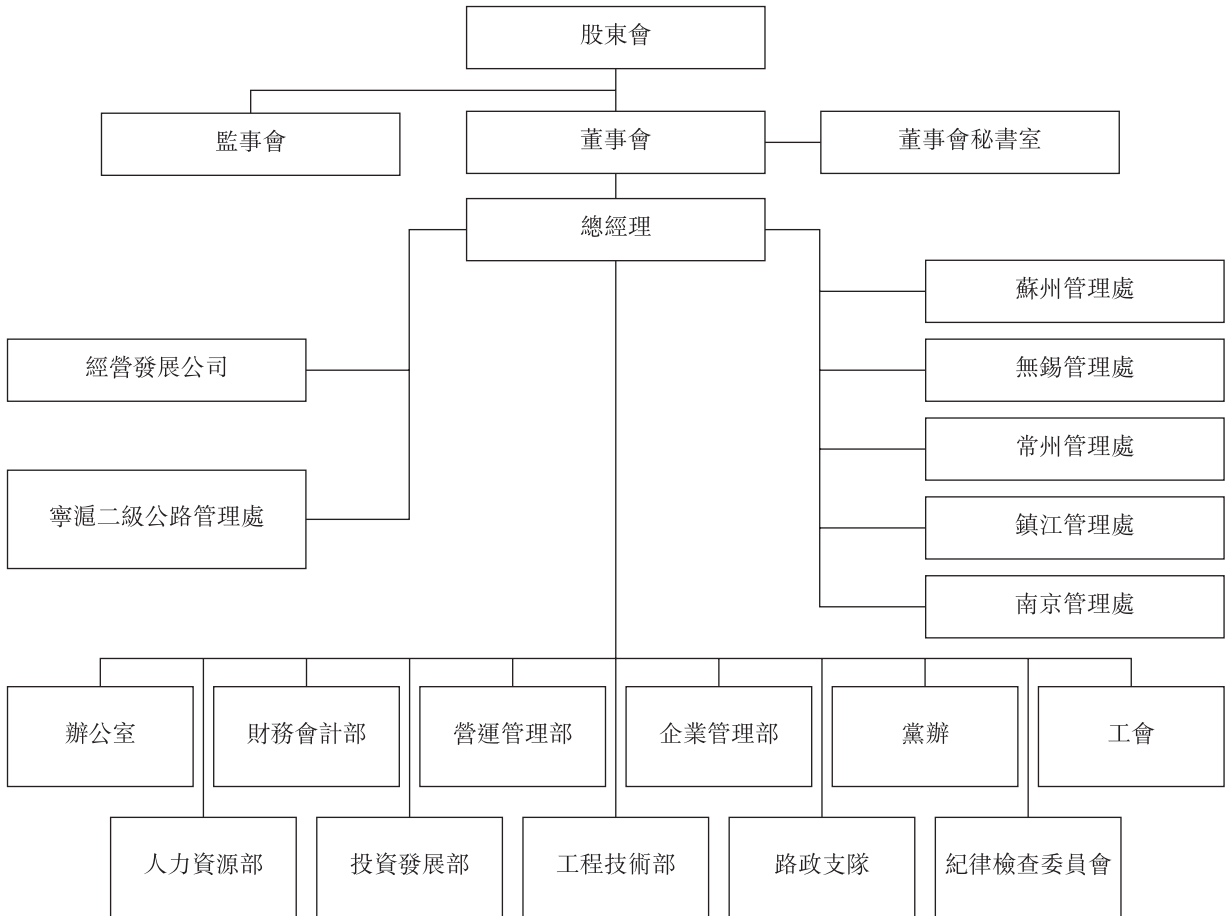 股東會
監事會
董事會
董事會秘書室
總經理
蘇州管理處
經營發展公司
無錫管理處
常州管理處
寧滬二級公路管理處
鎮江管理處
南京管理處
辦公室
財務會計部
營運管理部
企業管理部
黨辦
工會
人力資源部
投資發展部
工程技術部
路政支隊
紀律檢查委員會